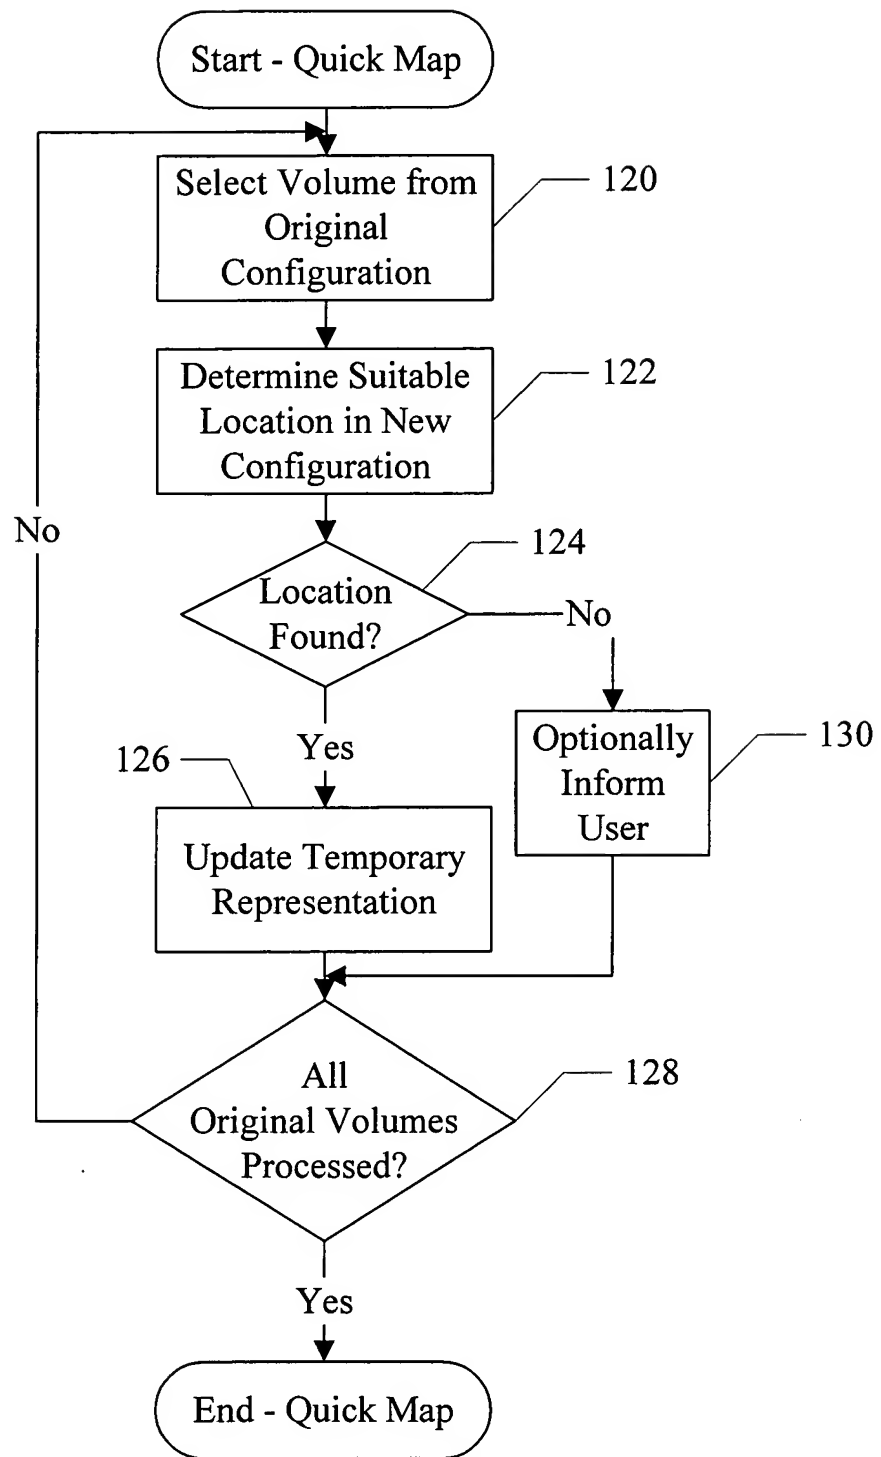 Start - Quick Map
Select Volume from
Original
Configuration
120
Determine Suitable
Location in New
Configuration
122
No
124
Location
Found?
No
Yes
126
Optionally
Inform
User
130
Update Temporary
Representation
All
Original Volumes
Processed?
128
Yes
End - Quick Map